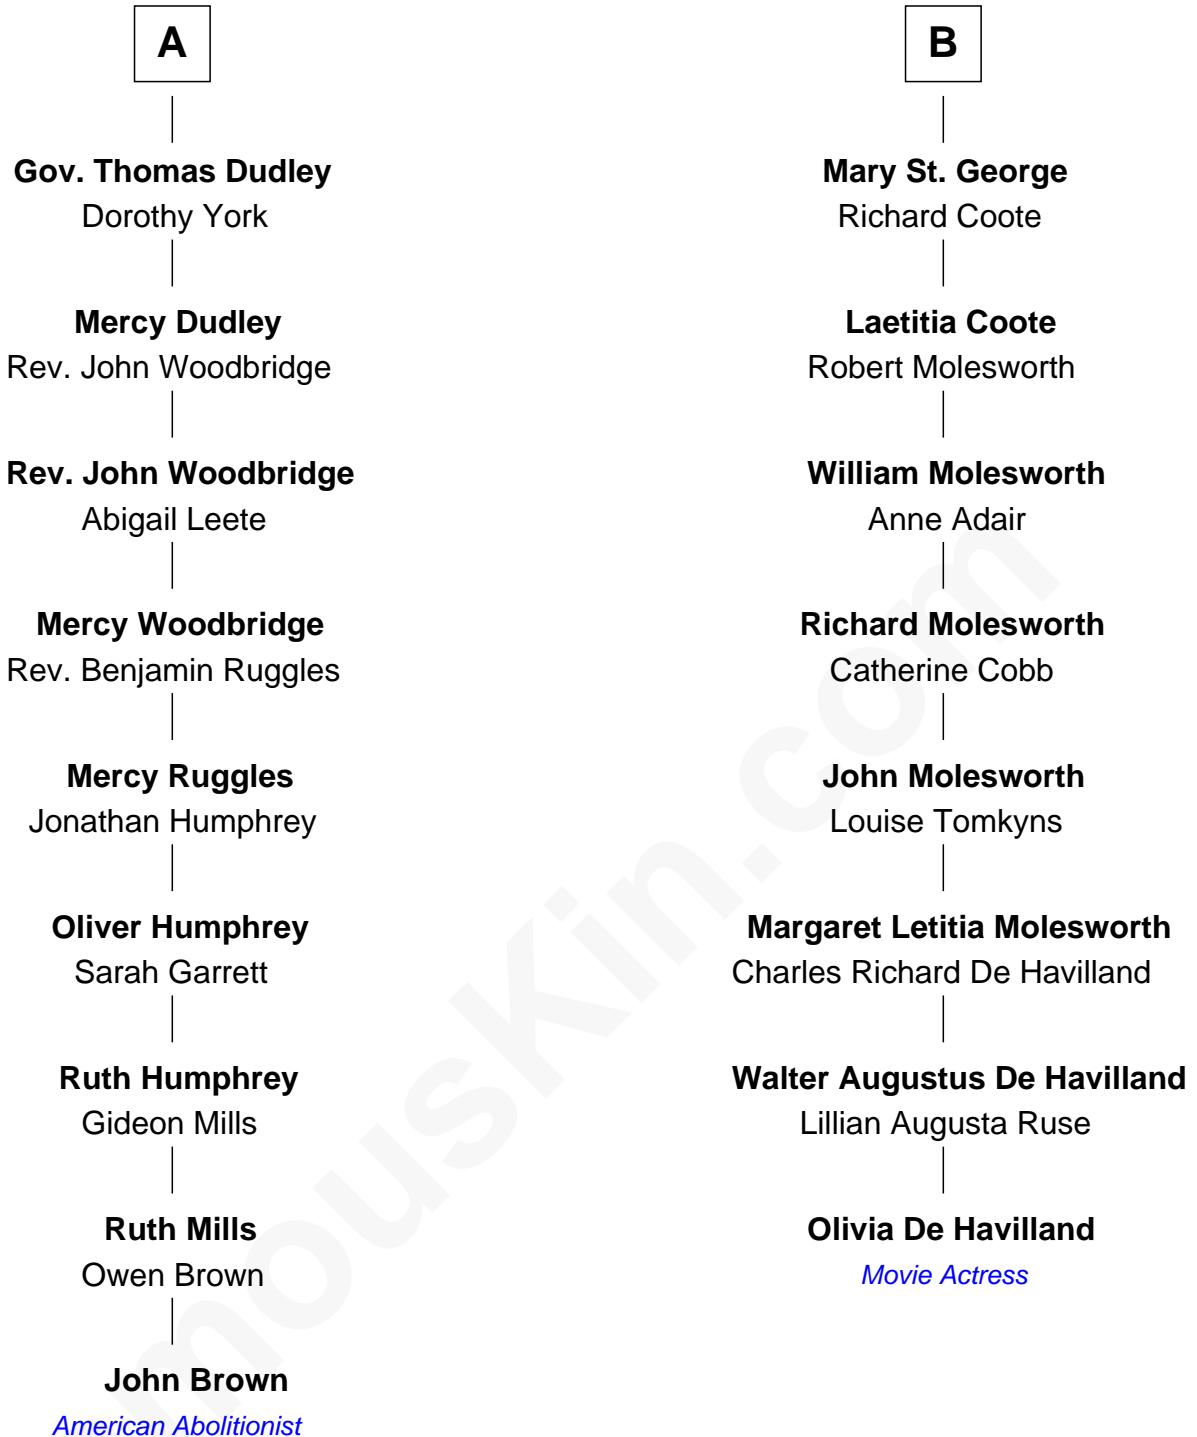 A
Gov. Thomas Dudley
Dorothy York
Mercy Dudley
Rev. John Woodbridge
Rev. John Woodbridge
Abigail Leete
Mercy Woodbridge
Rev. Benjamin Ruggles
Mercy Ruggles
Jonathan Humphrey
Oliver Humphrey
Sarah Garrett
Ruth Humphrey
Gideon Mills
Ruth Mills
Owen Brown
John Brown
American Abolitionist
B
Mary St. George
Richard Coote
Laetitia Coote
Robert Molesworth
William Molesworth
Anne Adair
Richard Molesworth
Catherine Cobb
John Molesworth
Louise Tomkyns
Margaret Letitia Molesworth
Charles Richard De Havilland
Walter Augustus De Havilland
Lillian Augusta Ruse
Olivia De Havilland
Movie Actress
mousKin.com